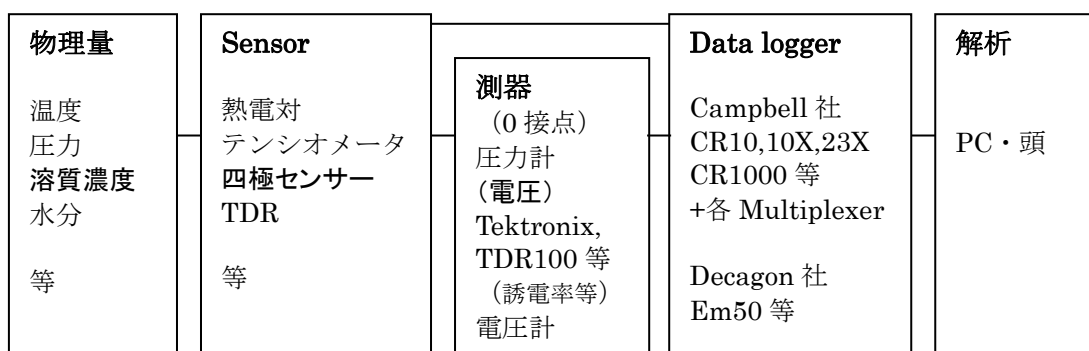 物理量
温度
圧力
溶質濃度
水分
等
Sensor
熱電対
テンシオメータ
四極センサー
TDR
等
測器
（0 接点）
圧力計
（電圧）
Tektronix,
TDR100 等
（誘電率等）
電圧計
Data logger
Campbell 社
CR10,10X,23X
CR1000 等
+各 Multiplexer
Decagon 社
Em50 等
解析
PC・頭